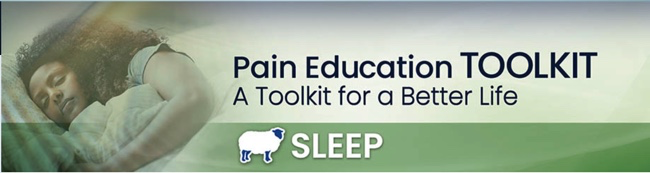 Pain Education TOOLKIT
A Toolkit for a Better Life
SLEEP